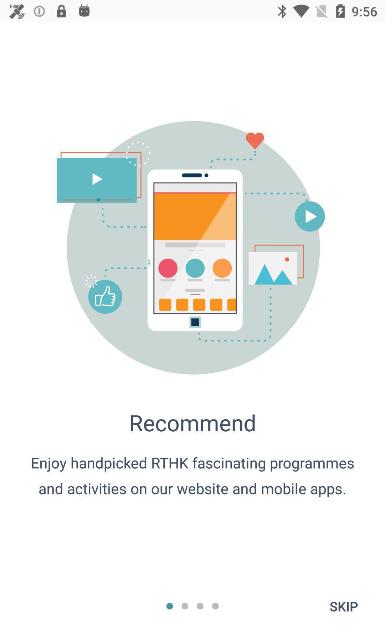 9:56
Recommend
Enjoy handpicked RTHK fascinating programmes
and activities on our website and mobile apps.
SKIP